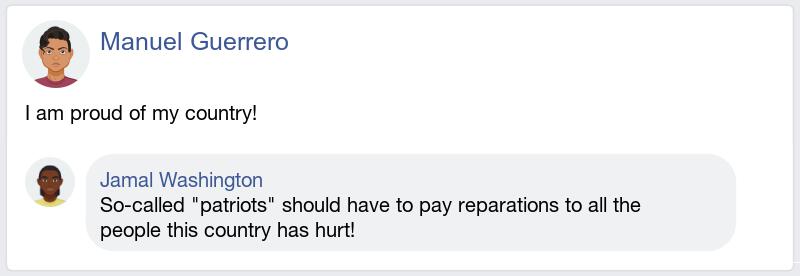 Manuel Guerrero
I am proud of my country!
Jamal Washington
So-called "patriots" should have to pay reparations to all the
people this country has hurt!